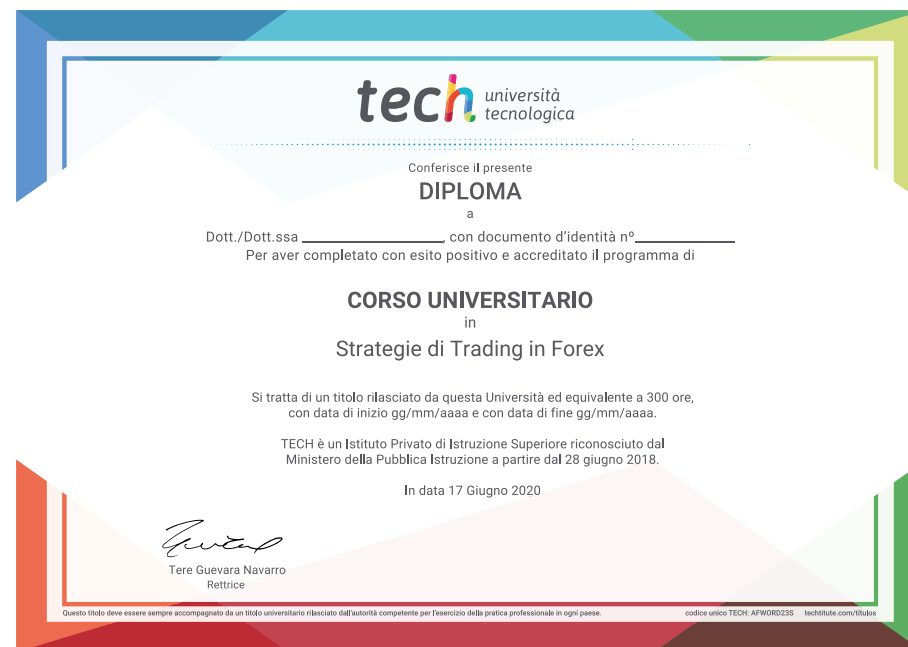 tech università
tecnologica
Conferisce il presente
DIPLOMA
a
Dott./Dott.ssa ____________________, con documento d'identità nº______________
Per aver completato con esito positivo e accreditato il programma di
CORSO UNIVERSITARIO
in
Strategie di Trading in Forex
Si tratta di un titolo rilasciato da questa Università ed equivalente a 300 ore,
con data di inizio gg/mm/aaaa e con data di fine gg/mm/aaaa.
TECH è un Istituto Privato di Istruzione Superiore riconosciuto dal
Ministero della Pubblica Istruzione a partire dal 28 giugno 2018.
In data 17 Giugno 2020
Tere Guevara Navarro
Rettrice
Questo titolo deve essere sempre accompagnato da un titolo universitario rilasciato dall'autorità competente per l'esercizio della pratica professionale in ogni paese. codice unico TECH: AFWORD23S techtitute.com/títulos